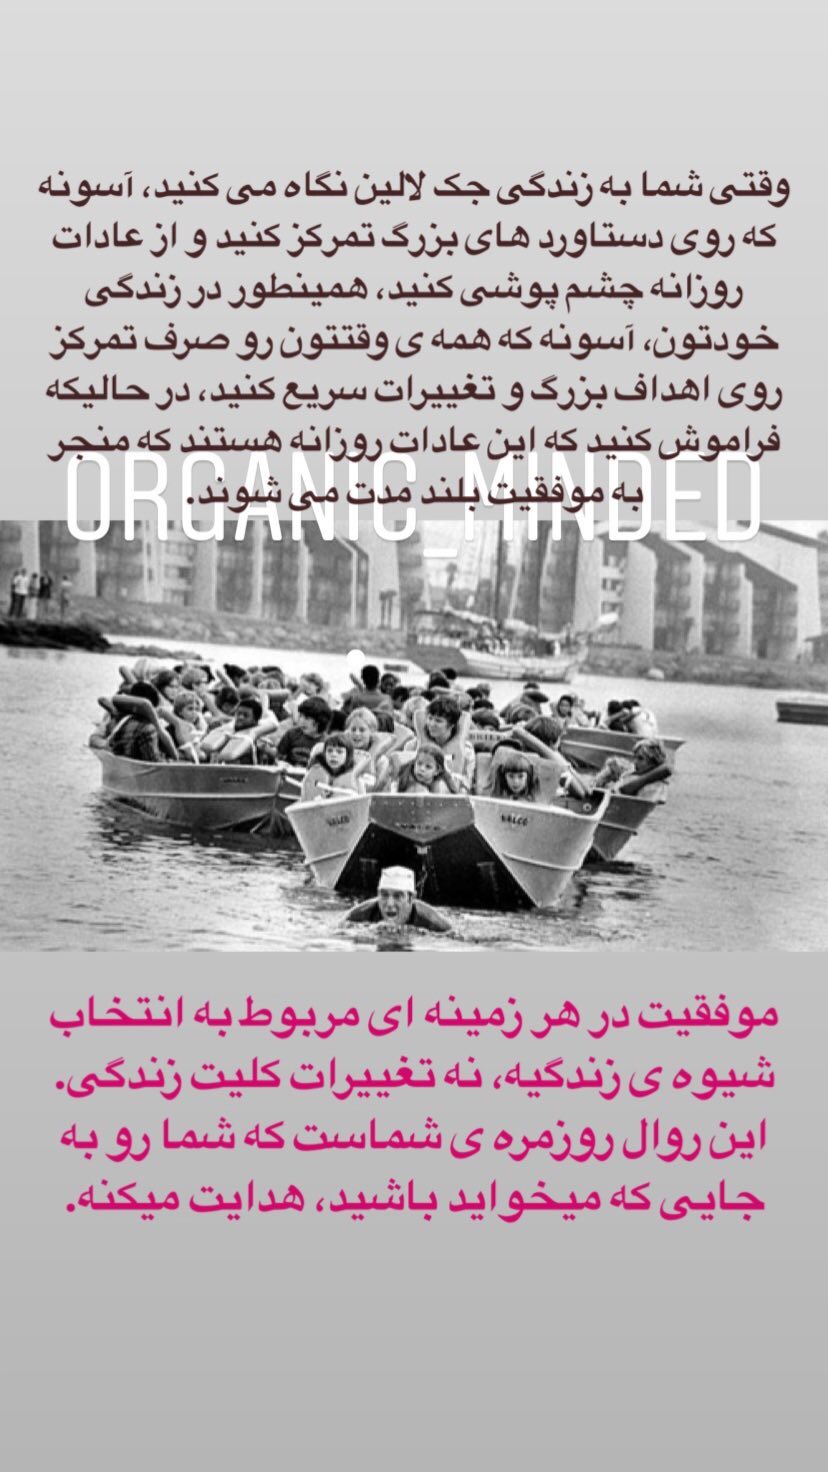 وقتی شما به زندگی جک لالین نگاه می کنید، آسونه
که روی دستاورد های بزرگ تمرکز کنید و از عادات
روزانه چشم پوشی کنید، همینطور در زندگی
خودتون، آسونه که همه ی وقتتون رو صرف تمرکز
روی اهداف بزرگ و تغییرات سریع کنید، در حالیکه
فراموش کنید که این عادات روزانه هستند که منجر
به موفقیت بلند مدت می شوند.
ORGANIC_MINDED
VALCO
VALCO
VALCO
موفقیت در هر زمینه ای مربوط به انتخاب
شیوه ی زندگیه، نه تغییرات کلیت زندگی.
این روال روزمره ی شماست که شما رو به
جایی که میخواید باشید، هدایت میکنه.